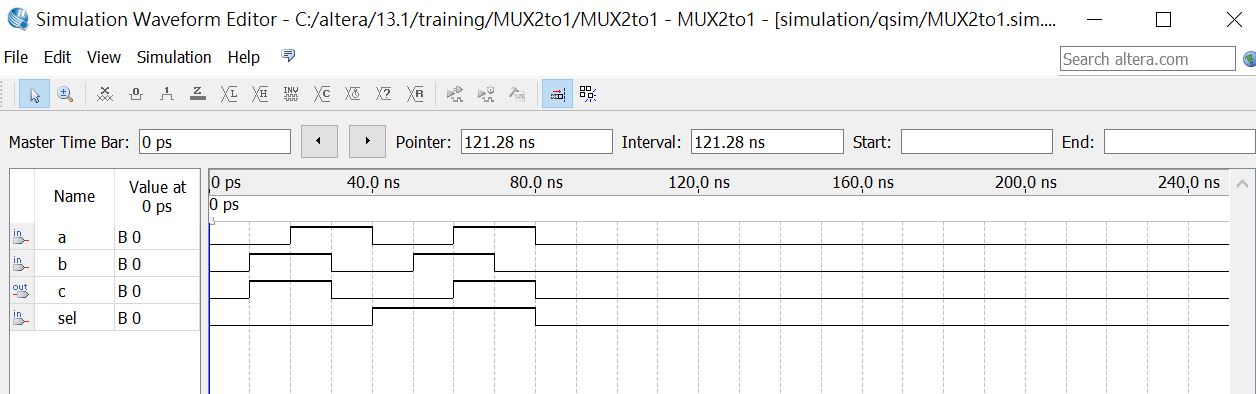 Simulation Waveform Editor - C:/altera/13.1/training/MUX2to1/MUX2to1 - MUX2to1 - [simulation/qsim/MUX2to1.sim....
File Edit View Simulation Help
Search altera.com
Master Time Bar: 0 ps Pointer: 121.28 ns Interval: 121.28 ns Start: End:
Name Value at 0 ps
0 ps 40.0 ns 80.0 ns 120.0 ns 160.0 ns 200.0 ns 240.0 ns
0 ps
in a B 0
in b B 0
out c B 0
in sel B 0